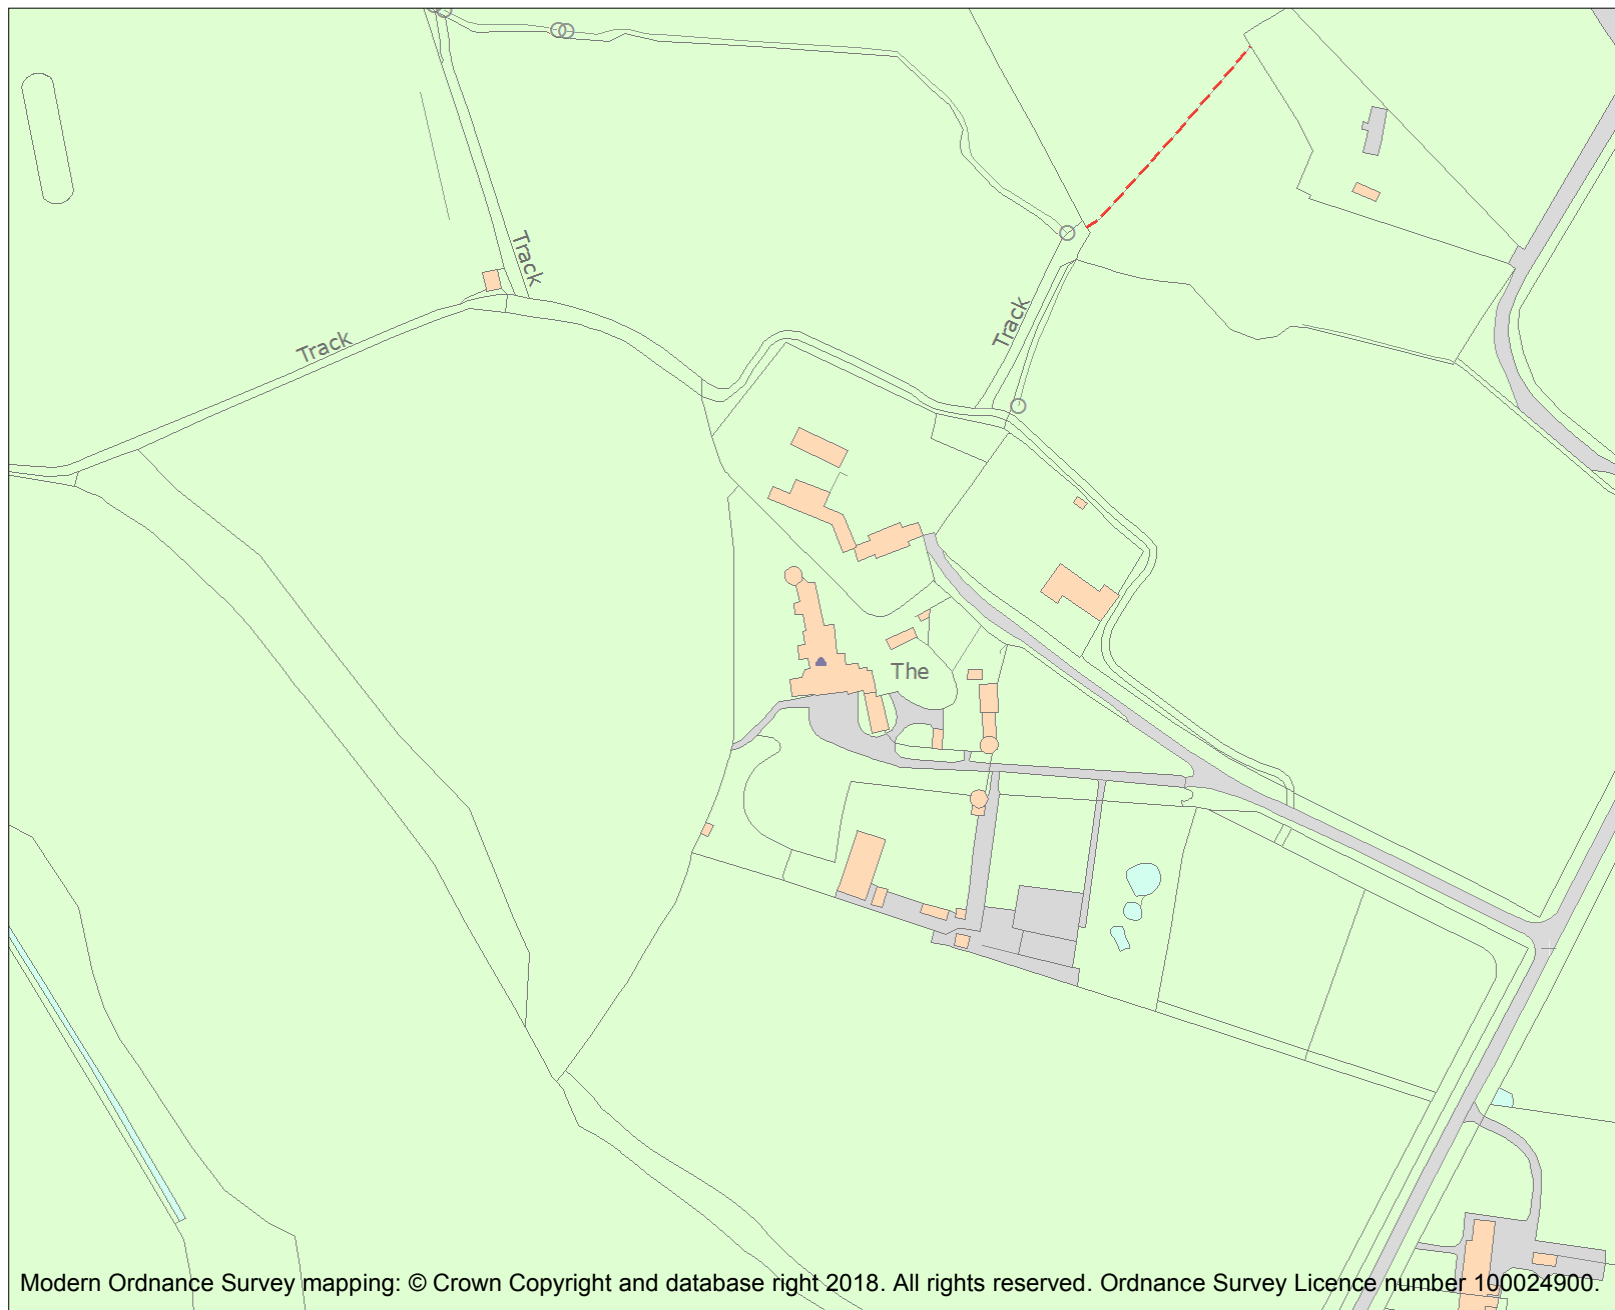 Track
Track
Track
The
Modern Ordnance Survey mapping: © Crown Copyright and database right 2018. All rights reserved. Ordnance Survey Licence number 100024900.